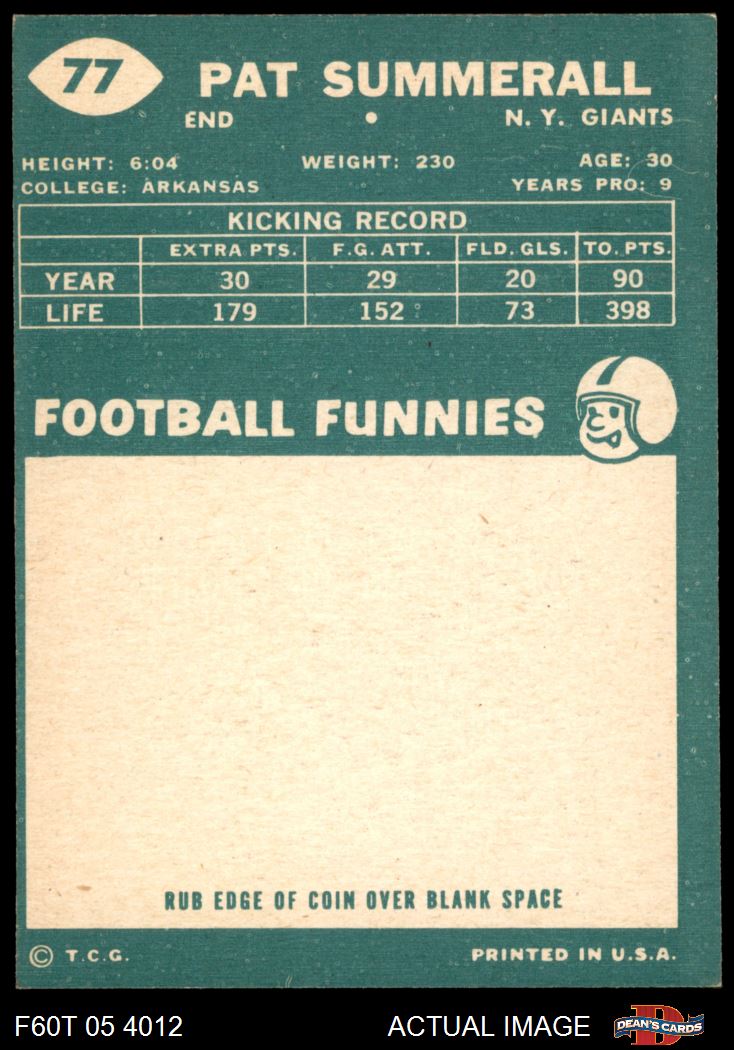 77
PAT SUMMERALL
END • N. Y. GIANTS
HEIGHT: 6:04 WEIGHT: 230 AGE: 30
COLLEGE: ARKANSAS YEARS PRO: 9
KICKING RECORD
EXTRA PTS. F.G. ATT. FLD. GLS. TO. PTS.
YEAR 30 29 20 90
LIFE 179 152 73 398
FOOTBALL FUNNIES
RUB EDGE OF COIN OVER BLANK SPACE
© T.C.G. PRINTED IN U.S.A.
F60T 05 4012 ACTUAL IMAGE D DEAN'S CARDS